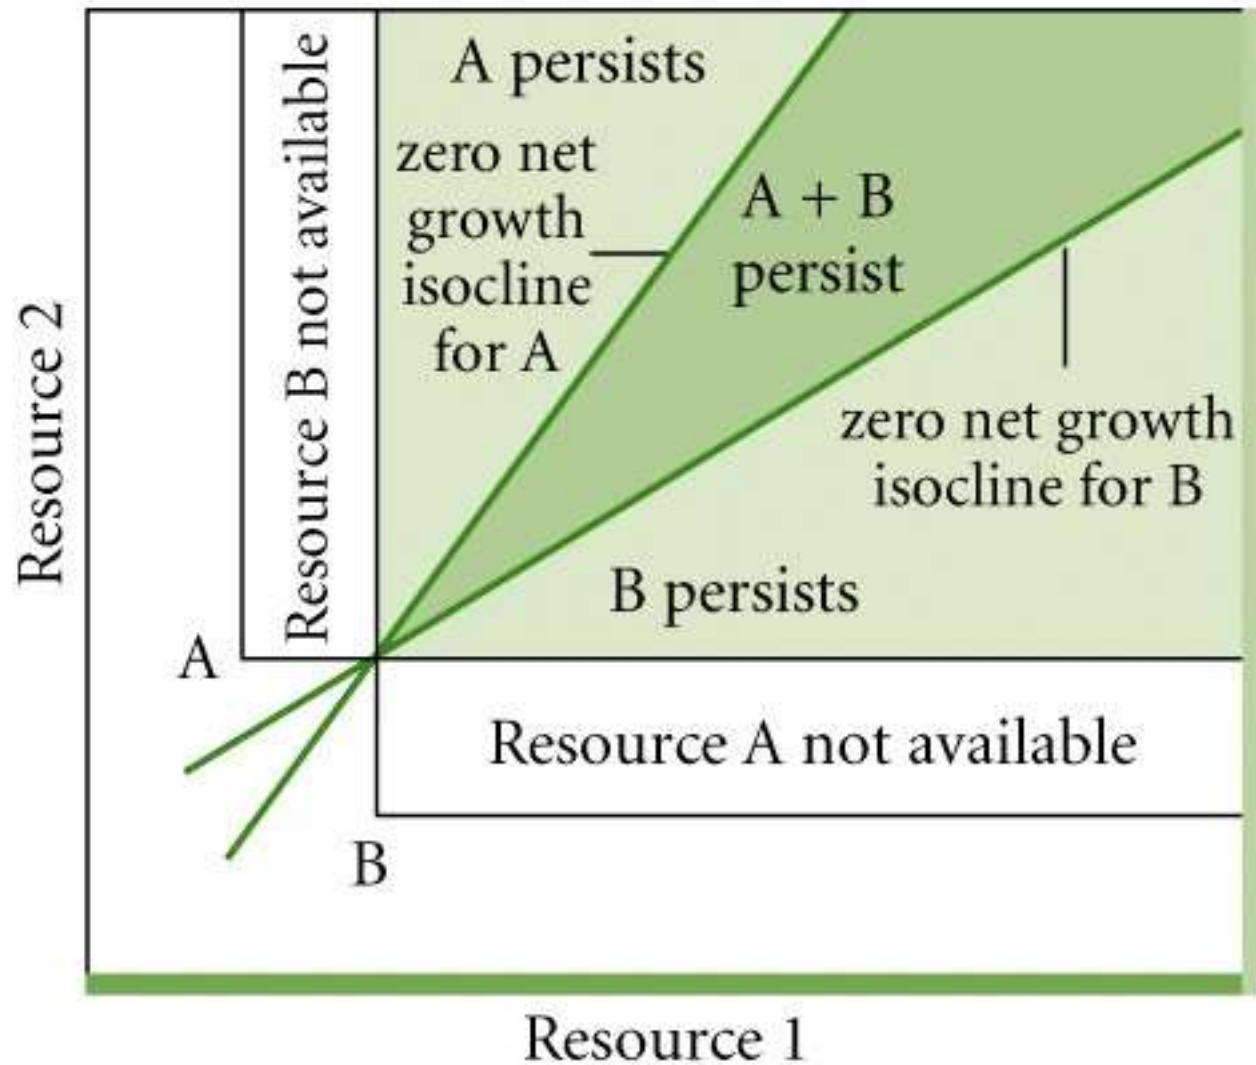 Resource 2
Resource B not available
A persists
zero net
growth
isocline
for A
A + B
persist
zero net growth
isocline for B
B persists
A
Resource A not available
B
Resource 1